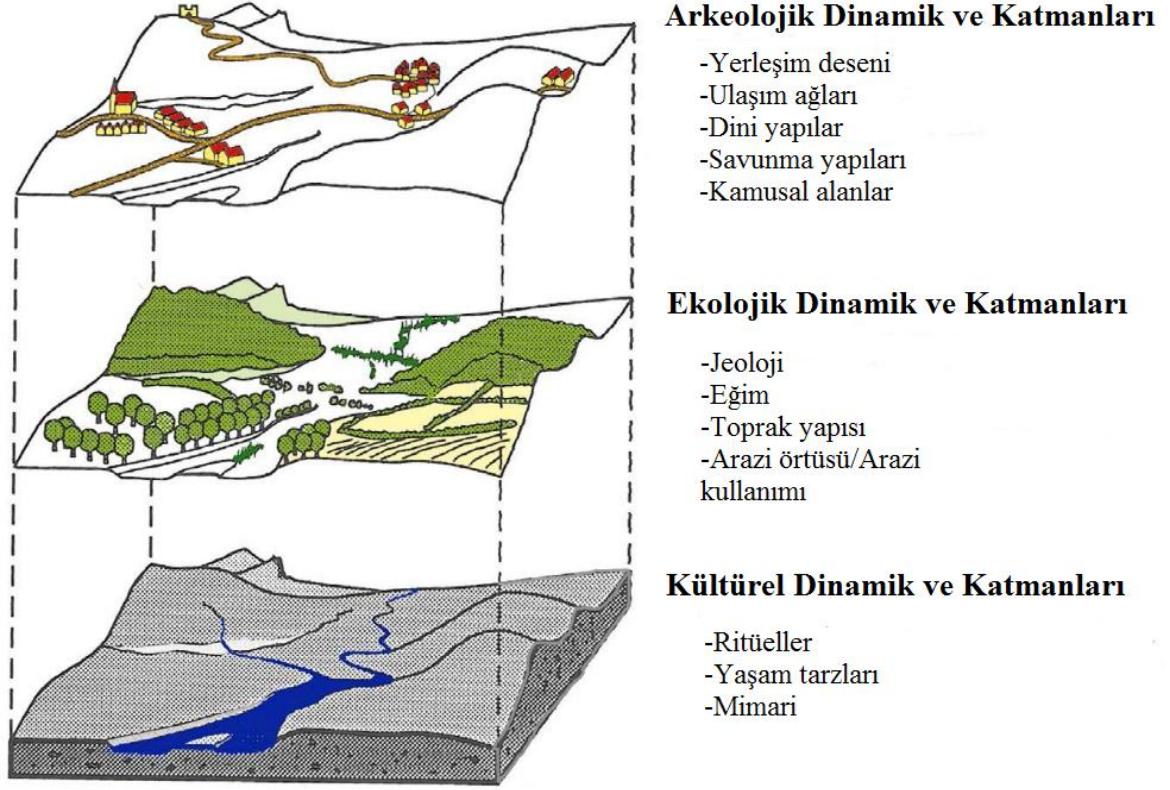 Arkeolojik Dinamik ve Katmanları
-Yerleşim deseni
-Ulaşım ağları
-Dini yapılar
-Savunma yapıları
-Kamusal alanlar
Ekolojik Dinamik ve Katmanları
-Jeoloji
-Eğim
-Toprak yapısı
-Arazi örtüsü/Arazi
kullanımı
Kültürel Dinamik ve Katmanları
-Ritüeller
-Yaşam tarzları
-Mimari